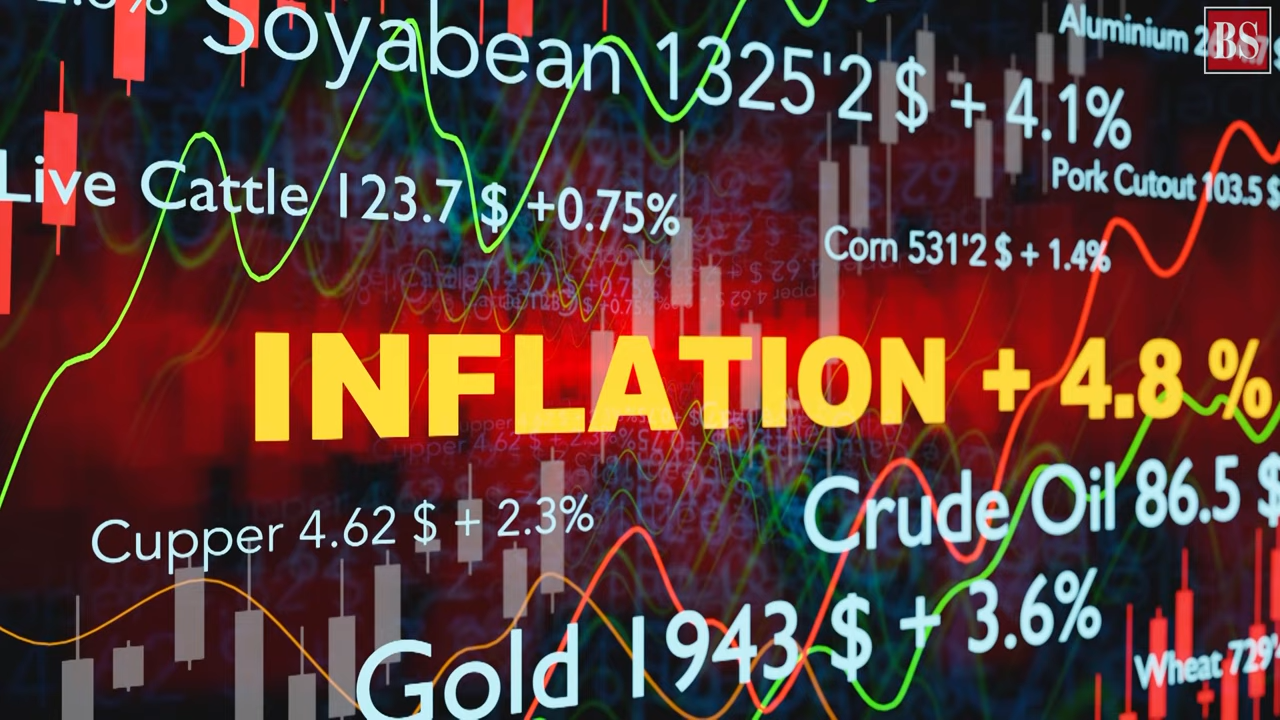 Soyabean 1325'2 $ + 4.1%
Aluminium
BS
Live Cattle 123.7 $ +0.75%
Pork Cutout 103.5 $
Corn 531'2 $ + 1.4%
INFLATION + 4.8 %
Crude Oil 86.5 $
Cupper 4.62 $ + 2.3%
Gold 1943 $ + 3.6%
Wheat 729'